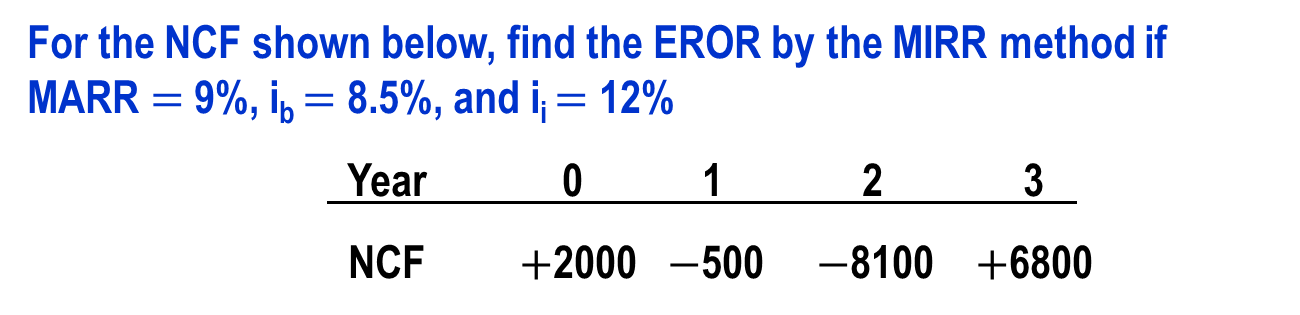 For the NCF shown below, find the EROR by the MIRR method if
MARR = 9%, ib = 8.5%, and ii = 12%
Year 0 1 2 3
NCF +2000 −500 −8100 +6800